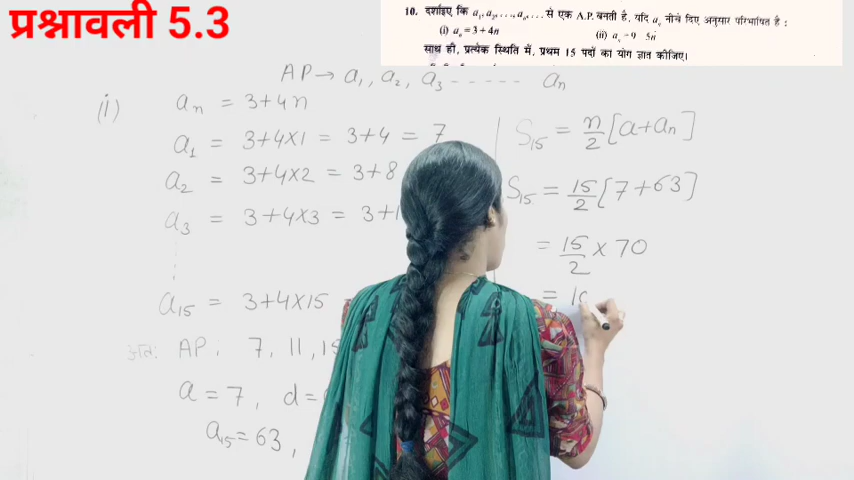 प्रश्नावली 5.3
10. दर्शाइए कि a₁, a₂, . . ., aₙ, . . . से एक A.P. बनती है, यदि aₙ नीचे दिए अनुसार परिभाषित है :
(i) aₙ = 3 + 4n (ii) aₙ = 9 5n
साथ ही, प्रत्येक स्थिति में, प्रथम 15 पदों का योग ज्ञात कीजिए।
AP → a₁, a₂, a₃ ------ aₙ
(i) aₙ = 3+4n
a₁ = 3+4×1 = 3+4 = 7
a₂ = 3+4×2 = 3+8
a₃ = 3+4×3 = 3+1
a₁₅ = 3+4×15
अतः AP. 7, 11, 15
a = 7, d =
a₁₅ = 63,
S₁₅ = n/2 [a+aₙ]
S₁₅ = 15/2 [7+63]
= 15/2 × 70
= 1